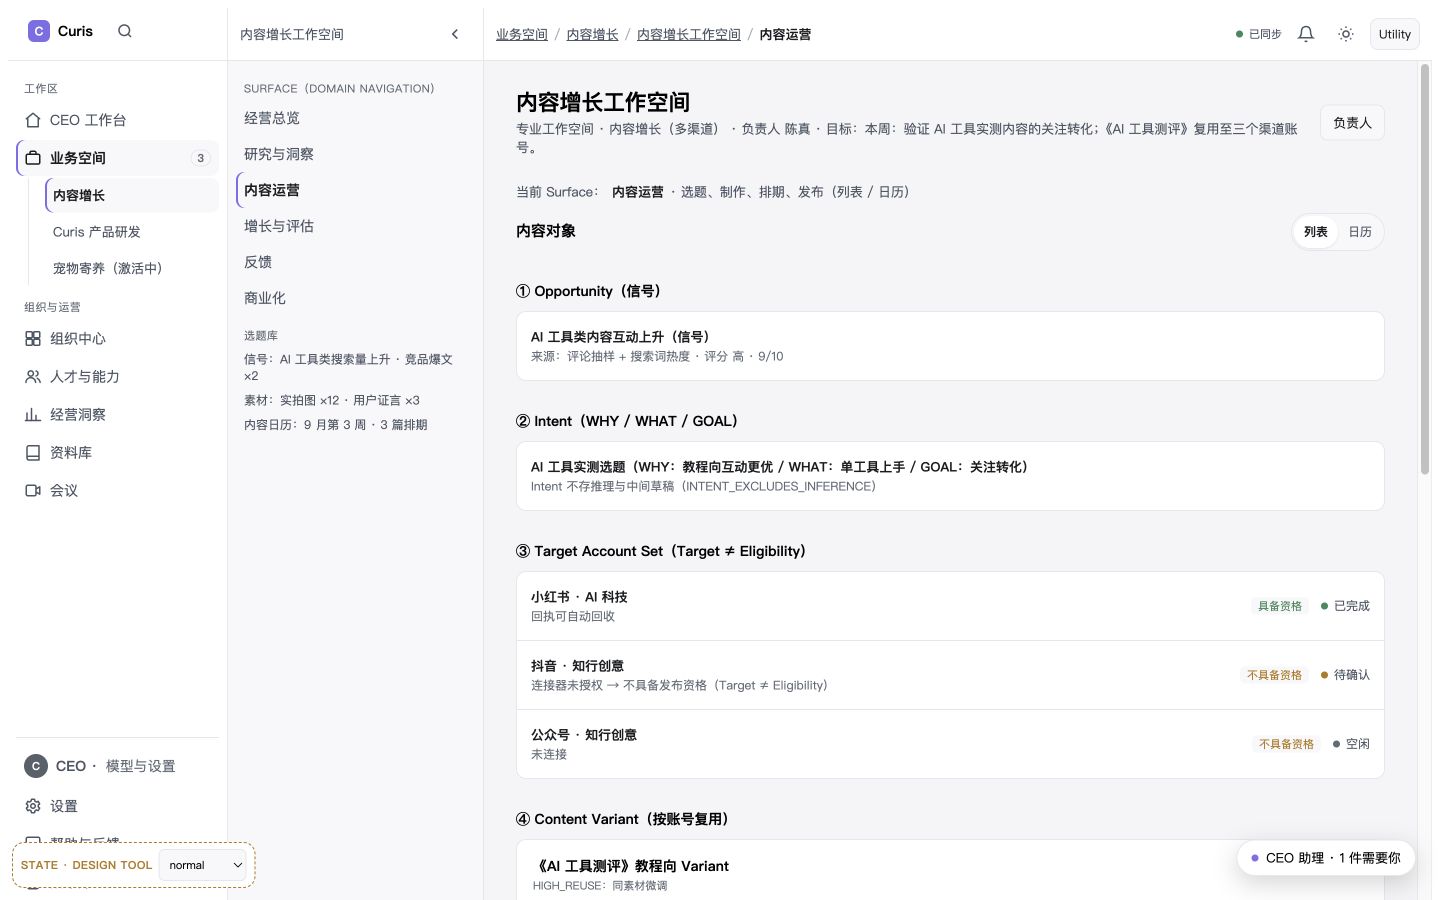 C Curis
工作区
CEO 工作台
业务空间 3
内容增长
Curis 产品研发
宠物寄养（激活中）
组织与运营
组织中心
人才与能力
经营洞察
资料库
会议
C CEO · 模型与设置
设置
帮助与反馈
STATE · DESIGN TOOL normal
内容增长工作空间
SURFACE（DOMAIN NAVIGATION）
经营总览
研究与洞察
内容运营
增长与评估
反馈
商业化
选题库
信号：AI 工具类搜索量上升 · 竞品爆文
×2
素材：实拍图 ×12 · 用户证言 ×3
内容日历：9 月第 3 周 · 3 篇排期
业务空间 / 内容增长 / 内容增长工作空间 / 内容运营
已同步
Utility
内容增长工作空间
专业工作空间 · 内容增长（多渠道） · 负责人 陈真 · 目标：本周：验证 AI 工具实测内容的关注转化；《AI 工具测评》复用至三个渠道账
号。
负责人
当前 Surface： 内容运营 · 选题、制作、排期、发布（列表 / 日历）
内容对象
列表 日历
① Opportunity（信号）
AI 工具类内容互动上升（信号）
来源：评论抽样 + 搜索词热度 · 评分 高 · 9/10
② Intent（WHY / WHAT / GOAL）
AI 工具实测选题（WHY：教程向互动更优 / WHAT：单工具上手 / GOAL：关注转化）
Intent 不存推理与中间草稿（INTENT_EXCLUDES_INFERENCE）
③ Target Account Set（Target ≠ Eligibility）
小红书 · AI 科技
回执可自动回收
具备资格 已完成
抖音 · 知行创意
连接器未授权 → 不具备发布资格（Target ≠ Eligibility）
不具备资格 待确认
公众号 · 知行创意
未连接
不具备资格 空闲
④ Content Variant（按账号复用）
《AI 工具测评》教程向 Variant
HIGH_REUSE：同素材微调
CEO 助理 · 1 件需要你